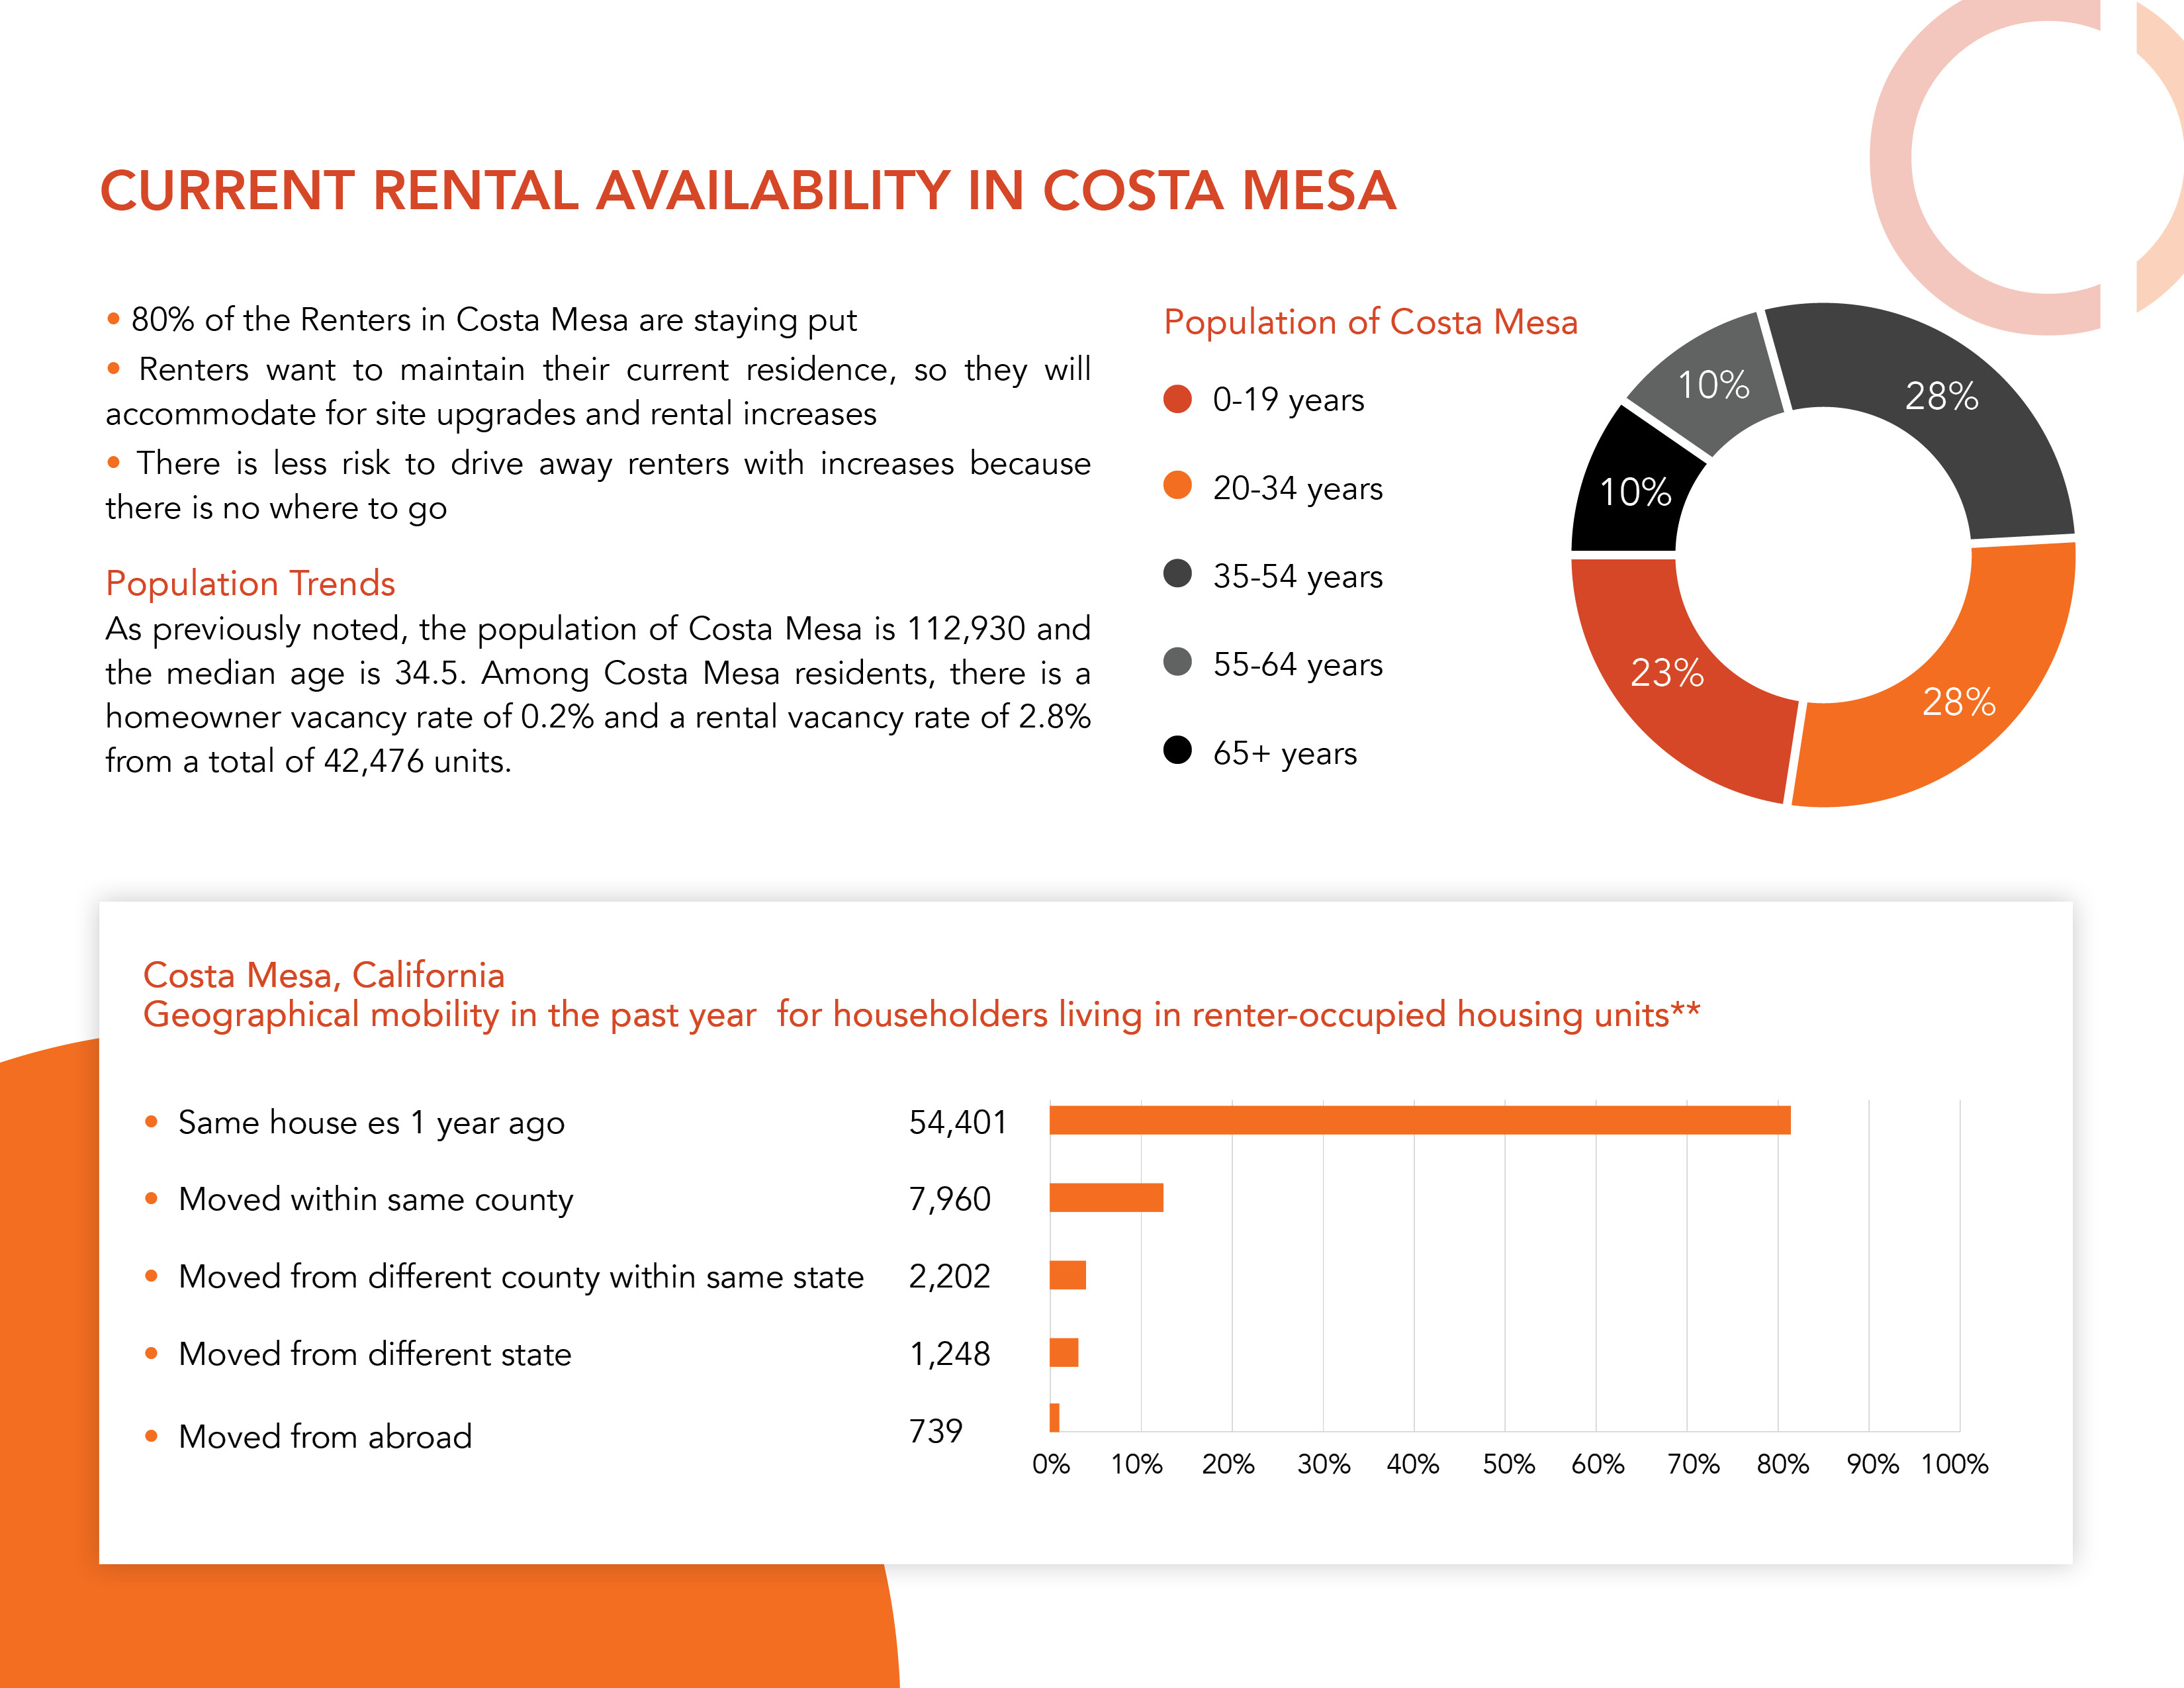 CURRENT RENTAL AVAILABILITY IN COSTA MESA
• 80% of the Renters in Costa Mesa are staying put
• Renters want to maintain their current residence, so they will
accommodate for site upgrades and rental increases
• There is less risk to drive away renters with increases because
there is no where to go
Population Trends
As previously noted, the population of Costa Mesa is 112,930 and
the median age is 34.5. Among Costa Mesa residents, there is a
homeowner vacancy rate of 0.2% and a rental vacancy rate of 2.8%
from a total of 42,476 units.
Population of Costa Mesa
0-19 years
20-34 years
35-54 years
55-64 years
65+ years
10%
28%
10%
23%
28%
Costa Mesa, California
Geographical mobility in the past year for householders living in renter-occupied housing units**
• Same house es 1 year ago 54,401
• Moved within same county 7,960
• Moved from different county within same state 2,202
• Moved from different state 1,248
• Moved from abroad 739
0% 10% 20% 30% 40% 50% 60% 70% 80% 90% 100%